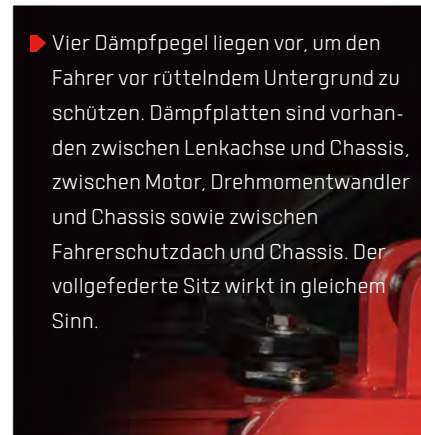 Vier Dämpfpegel liegen vor, um den
Fahrer vor rüttelndem Untergrund zu
schützen. Dämpfplatten sind vorhan-
den zwischen Lenkachse und Chassis,
zwischen Motor, Drehmomentwandler
und Chassis sowie zwischen
Fahrerschutzdach und Chassis. Der
vollgefederte Sitz wirkt in gleichem
Sinn.